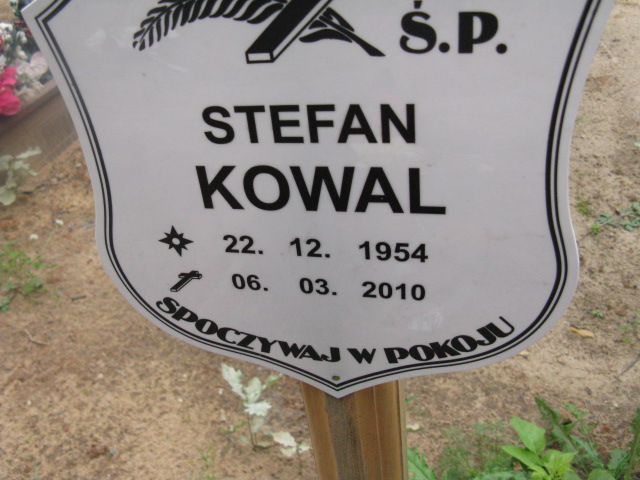 Ś.P.
STEFAN
KOWAL
22. 12. 1954
06. 03. 2010
SPOCZYWAJ W POKOJU